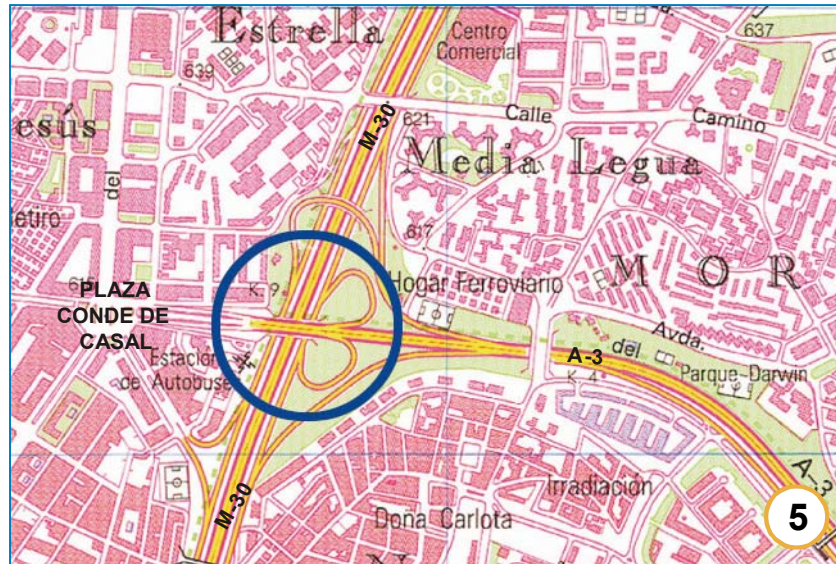 Estrella
Centro
Comercial
637
639
M-30
621
Calle
Camino
esús
Media Legua
del
etiro
617
M O R
615
PLAZA
CONDE DE
CASAL
K. 9
Hogar Ferroviario
Avda.
del
A-3
K. 4
Parque-Darwin
Estación
de Autobuse
M-30
Irradiación
Doña Carlota
A-3
5
N